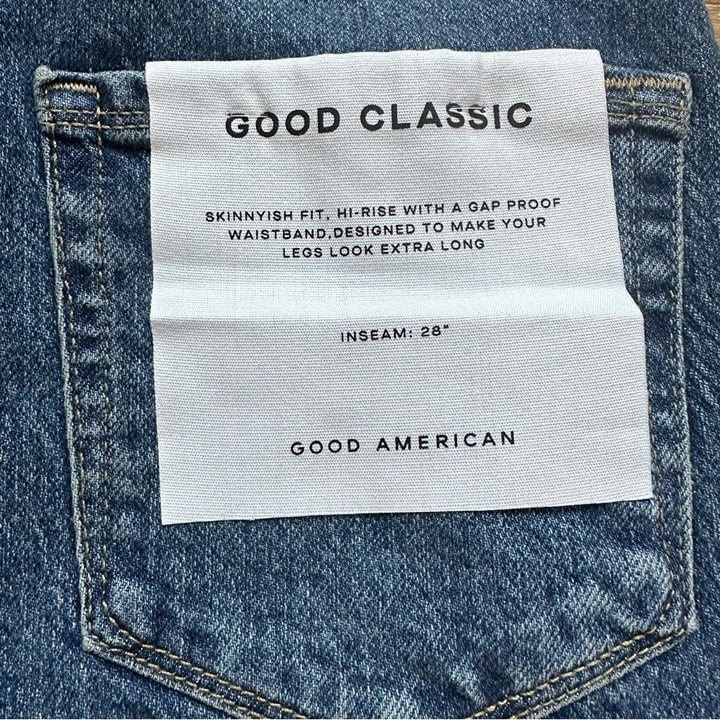 GOOD CLASSIC
SKINNYISH FIT, HI-RISE WITH A GAP PROOF
WAISTBAND,DESIGNED TO MAKE YOUR
LEGS LOOK EXTRA LONG
INSEAM: 28"
GOOD AMERICAN